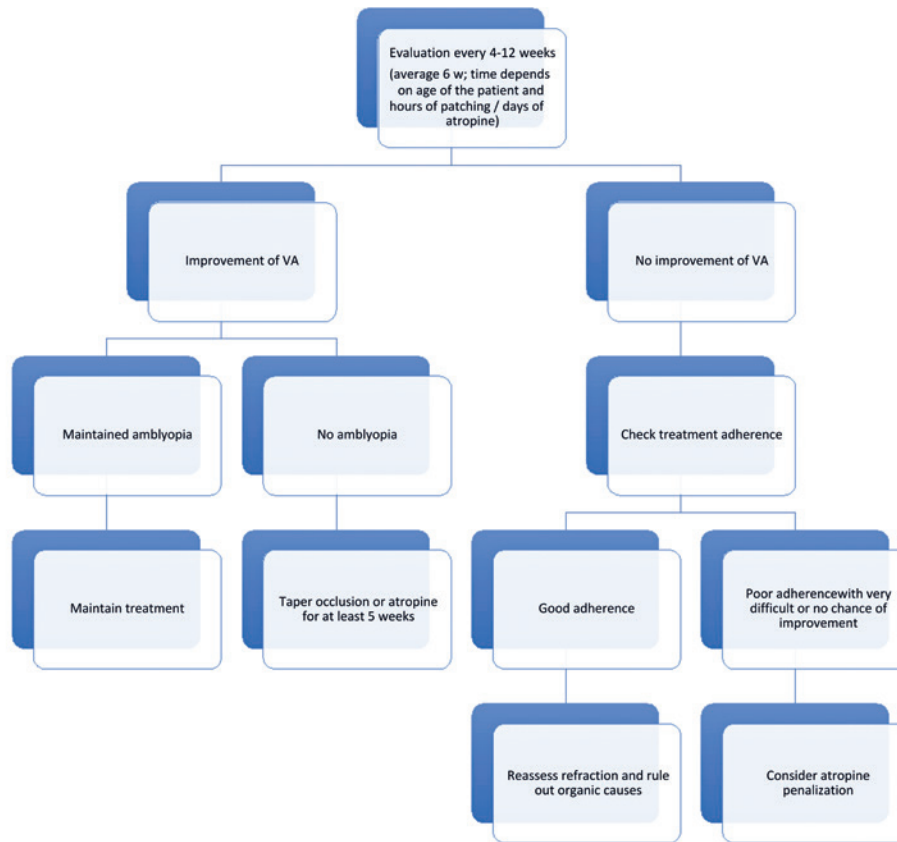 Evaluation every 4-12 weeks
(average 6 w; time depends
on age of the patient and
hours of patching / days of
atropine)
Improvement of VA
No improvement of VA
Maintained amblyopia
No amblyopia
Check treatment adherence
Maintain treatment
Taper occlusion or atropine
for at least 5 weeks
Good adherence
Poor adherencewith very
difficult or no chance of
improvement
Reassess refraction and rule
out organic causes
Consider atropine
penalization